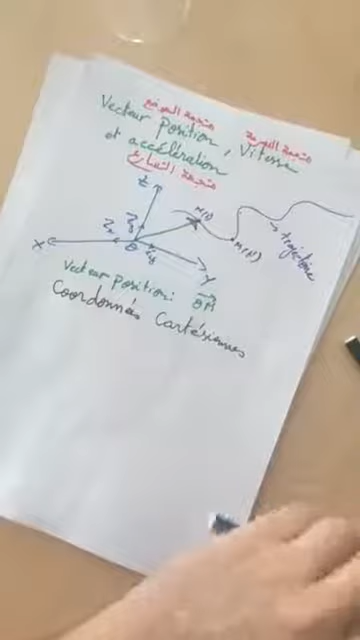 متجهة الموضع
Vecteur Position, Vitesse
متجهة السرعة
et accélération
متجهة التسارع
Z
M(t)
M(t')
trajectoire
X
O
Y
Vecteur position: OM
Coordonnées Cartésiennes